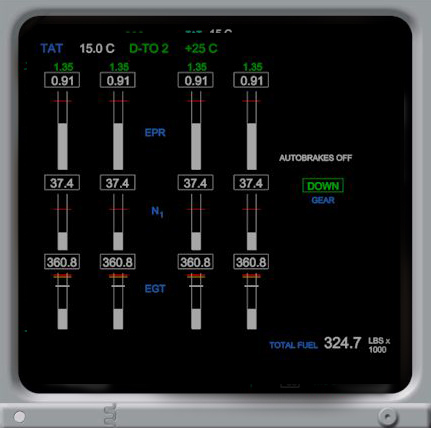 TAT 15.0 C D-TO 2 +25 C
1.35 1.35 1.35 1.35
0.91 0.91 0.91 0.91
EPR
AUTOBRAKES OFF
37.4 37.4 37.4 37.4
DOWN
GEAR
N1
360.8 360.8 360.8 360.8
EGT
TOTAL FUEL 324.7 LBS x
1000